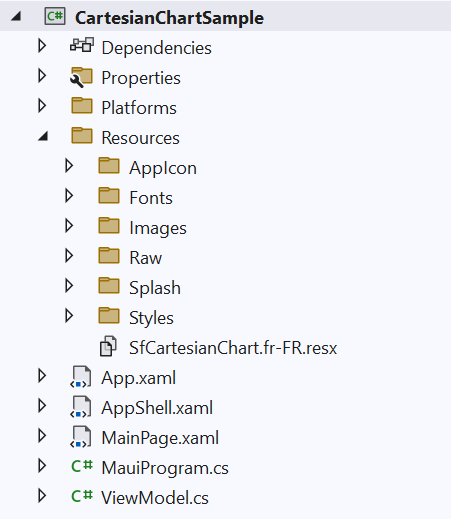 C# CartesianChartSample
Dependencies
Properties
Platforms
Resources
AppIcon
Fonts
Images
Raw
Splash
Styles
SfCartesianChart.fr-FR.resx
App.xaml
AppShell.xaml
MainPage.xaml
C# MauiProgram.cs
C# ViewModel.cs